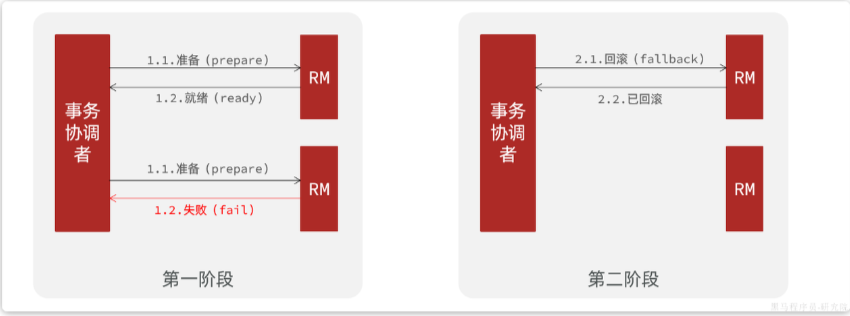 事务
协调
者
1.1.准备（prepare）
RM
1.2.就绪（ready）
1.1.准备（prepare）
RM
1.2.失败（fail）
第一阶段
事务
协调
者
2.1.回滚（fallback）
RM
2.2.已回滚
RM
第二阶段